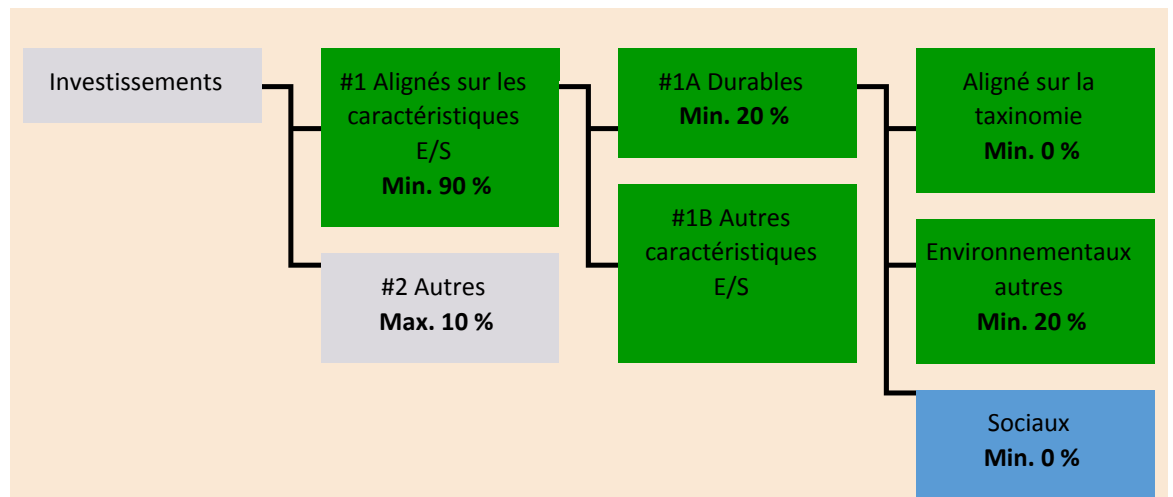 Investissements
#1 Alignés sur les
caractéristiques
E/S
Min. 90 %
#2 Autres
Max. 10 %
#1A Durables
Min. 20 %
#1B Autres
caractéristiques
E/S
Aligné sur la
taxinomie
Min. 0 %
Environnementaux
autres
Min. 20 %
Sociaux
Min. 0 %